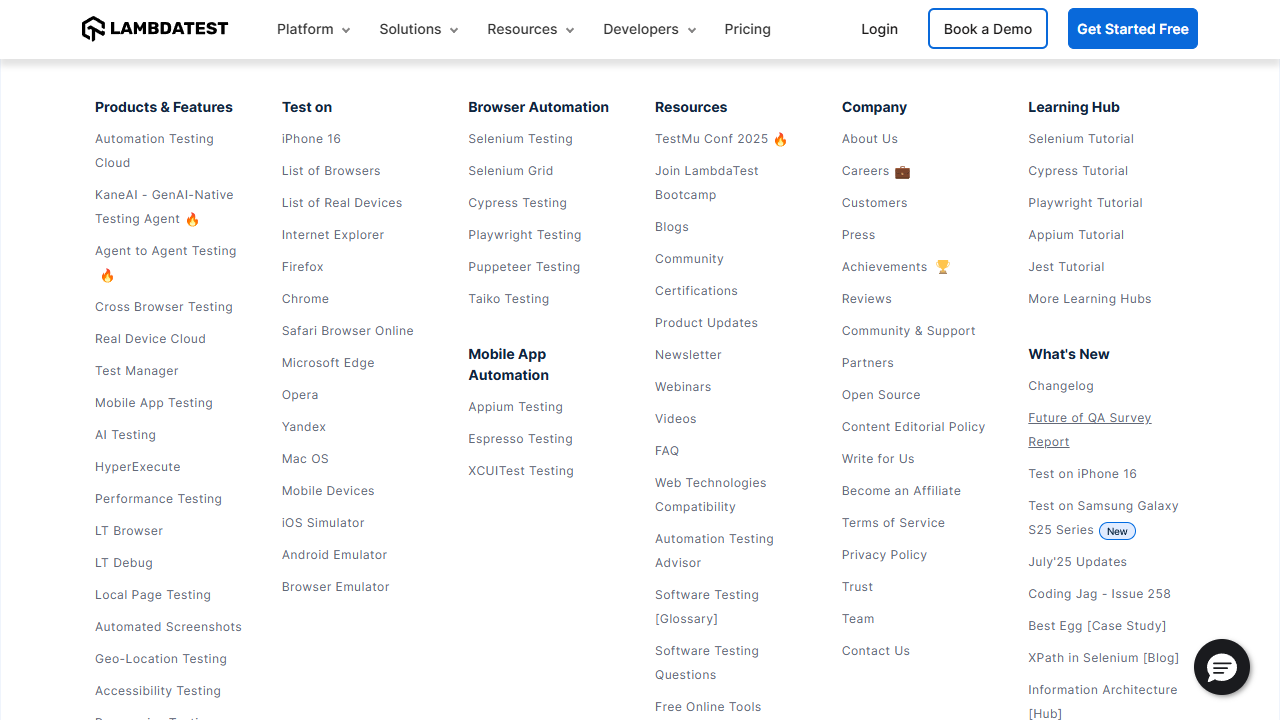 LAMBDATEST
Platform
Solutions
Resources
Developers
Pricing
Login
Book a Demo
Get Started Free
Products & Features
Automation Testing
Cloud
KaneAI - GenAI-Native
Testing Agent 🔥
Agent to Agent Testing
🔥
Cross Browser Testing
Real Device Cloud
Test Manager
Mobile App Testing
AI Testing
HyperExecute
Performance Testing
LT Browser
LT Debug
Local Page Testing
Automated Screenshots
Geo-Location Testing
Accessibility Testing
Test on
iPhone 16
List of Browsers
List of Real Devices
Internet Explorer
Firefox
Chrome
Safari Browser Online
Microsoft Edge
Opera
Yandex
Mac OS
Mobile Devices
iOS Simulator
Android Emulator
Browser Emulator
Browser Automation
Selenium Testing
Selenium Grid
Cypress Testing
Playwright Testing
Puppeteer Testing
Taiko Testing
Mobile App
Automation
Appium Testing
Espresso Testing
XCUITest Testing
Resources
TestMu Conf 2025 🔥
Join LambdaTest
Bootcamp
Blogs
Community
Certifications
Product Updates
Newsletter
Webinars
Videos
FAQ
Web Technologies
Compatibility
Automation Testing
Advisor
Software Testing
[Glossary]
Software Testing
Questions
Free Online Tools
Company
About Us
Careers 💼
Customers
Press
Achievements 🏆
Reviews
Community & Support
Partners
Open Source
Content Editorial Policy
Write for Us
Become an Affiliate
Terms of Service
Privacy Policy
Trust
Team
Contact Us
Learning Hub
Selenium Tutorial
Cypress Tutorial
Playwright Tutorial
Appium Tutorial
Jest Tutorial
More Learning Hubs
What's New
Changelog
Future of QA Survey
Report
Test on iPhone 16
Test on Samsung Galaxy
S25 Series New
July'25 Updates
Coding Jag - Issue 258
Best Egg [Case Study]
XPath in Selenium [Blog]
Information Architecture
[Hub]